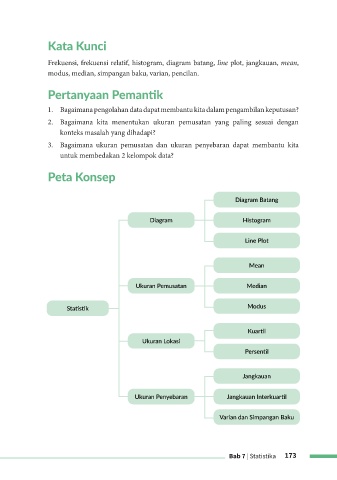 Kata Kunci
Frekuensi, frekuensi relatif, histogram, diagram batang, line plot, jangkauan, mean,
modus, median, simpangan baku, varian, pencilan.
Pertanyaan Pemantik
1. Bagaimana pengolahan data dapat membantu kita dalam pengambilan keputusan?
2. Bagaimana kita menentukan ukuran pemusatan yang paling sesuai dengan
konteks masalah yang dihadapi?
3. Bagaimana ukuran pemusatan dan ukuran penyebaran dapat membantu kita
untuk membedakan 2 kelompok data?
Peta Konsep
Statistik
Diagram
Diagram Batang
Histogram
Line Plot
Ukuran Pemusatan
Mean
Median
Modus
Ukuran Lokasi
Kuartil
Persentil
Ukuran Penyebaran
Jangkauan
Jangkauan Interkuartil
Varian dan Simpangan Baku
Bab 7 | Statistika 173